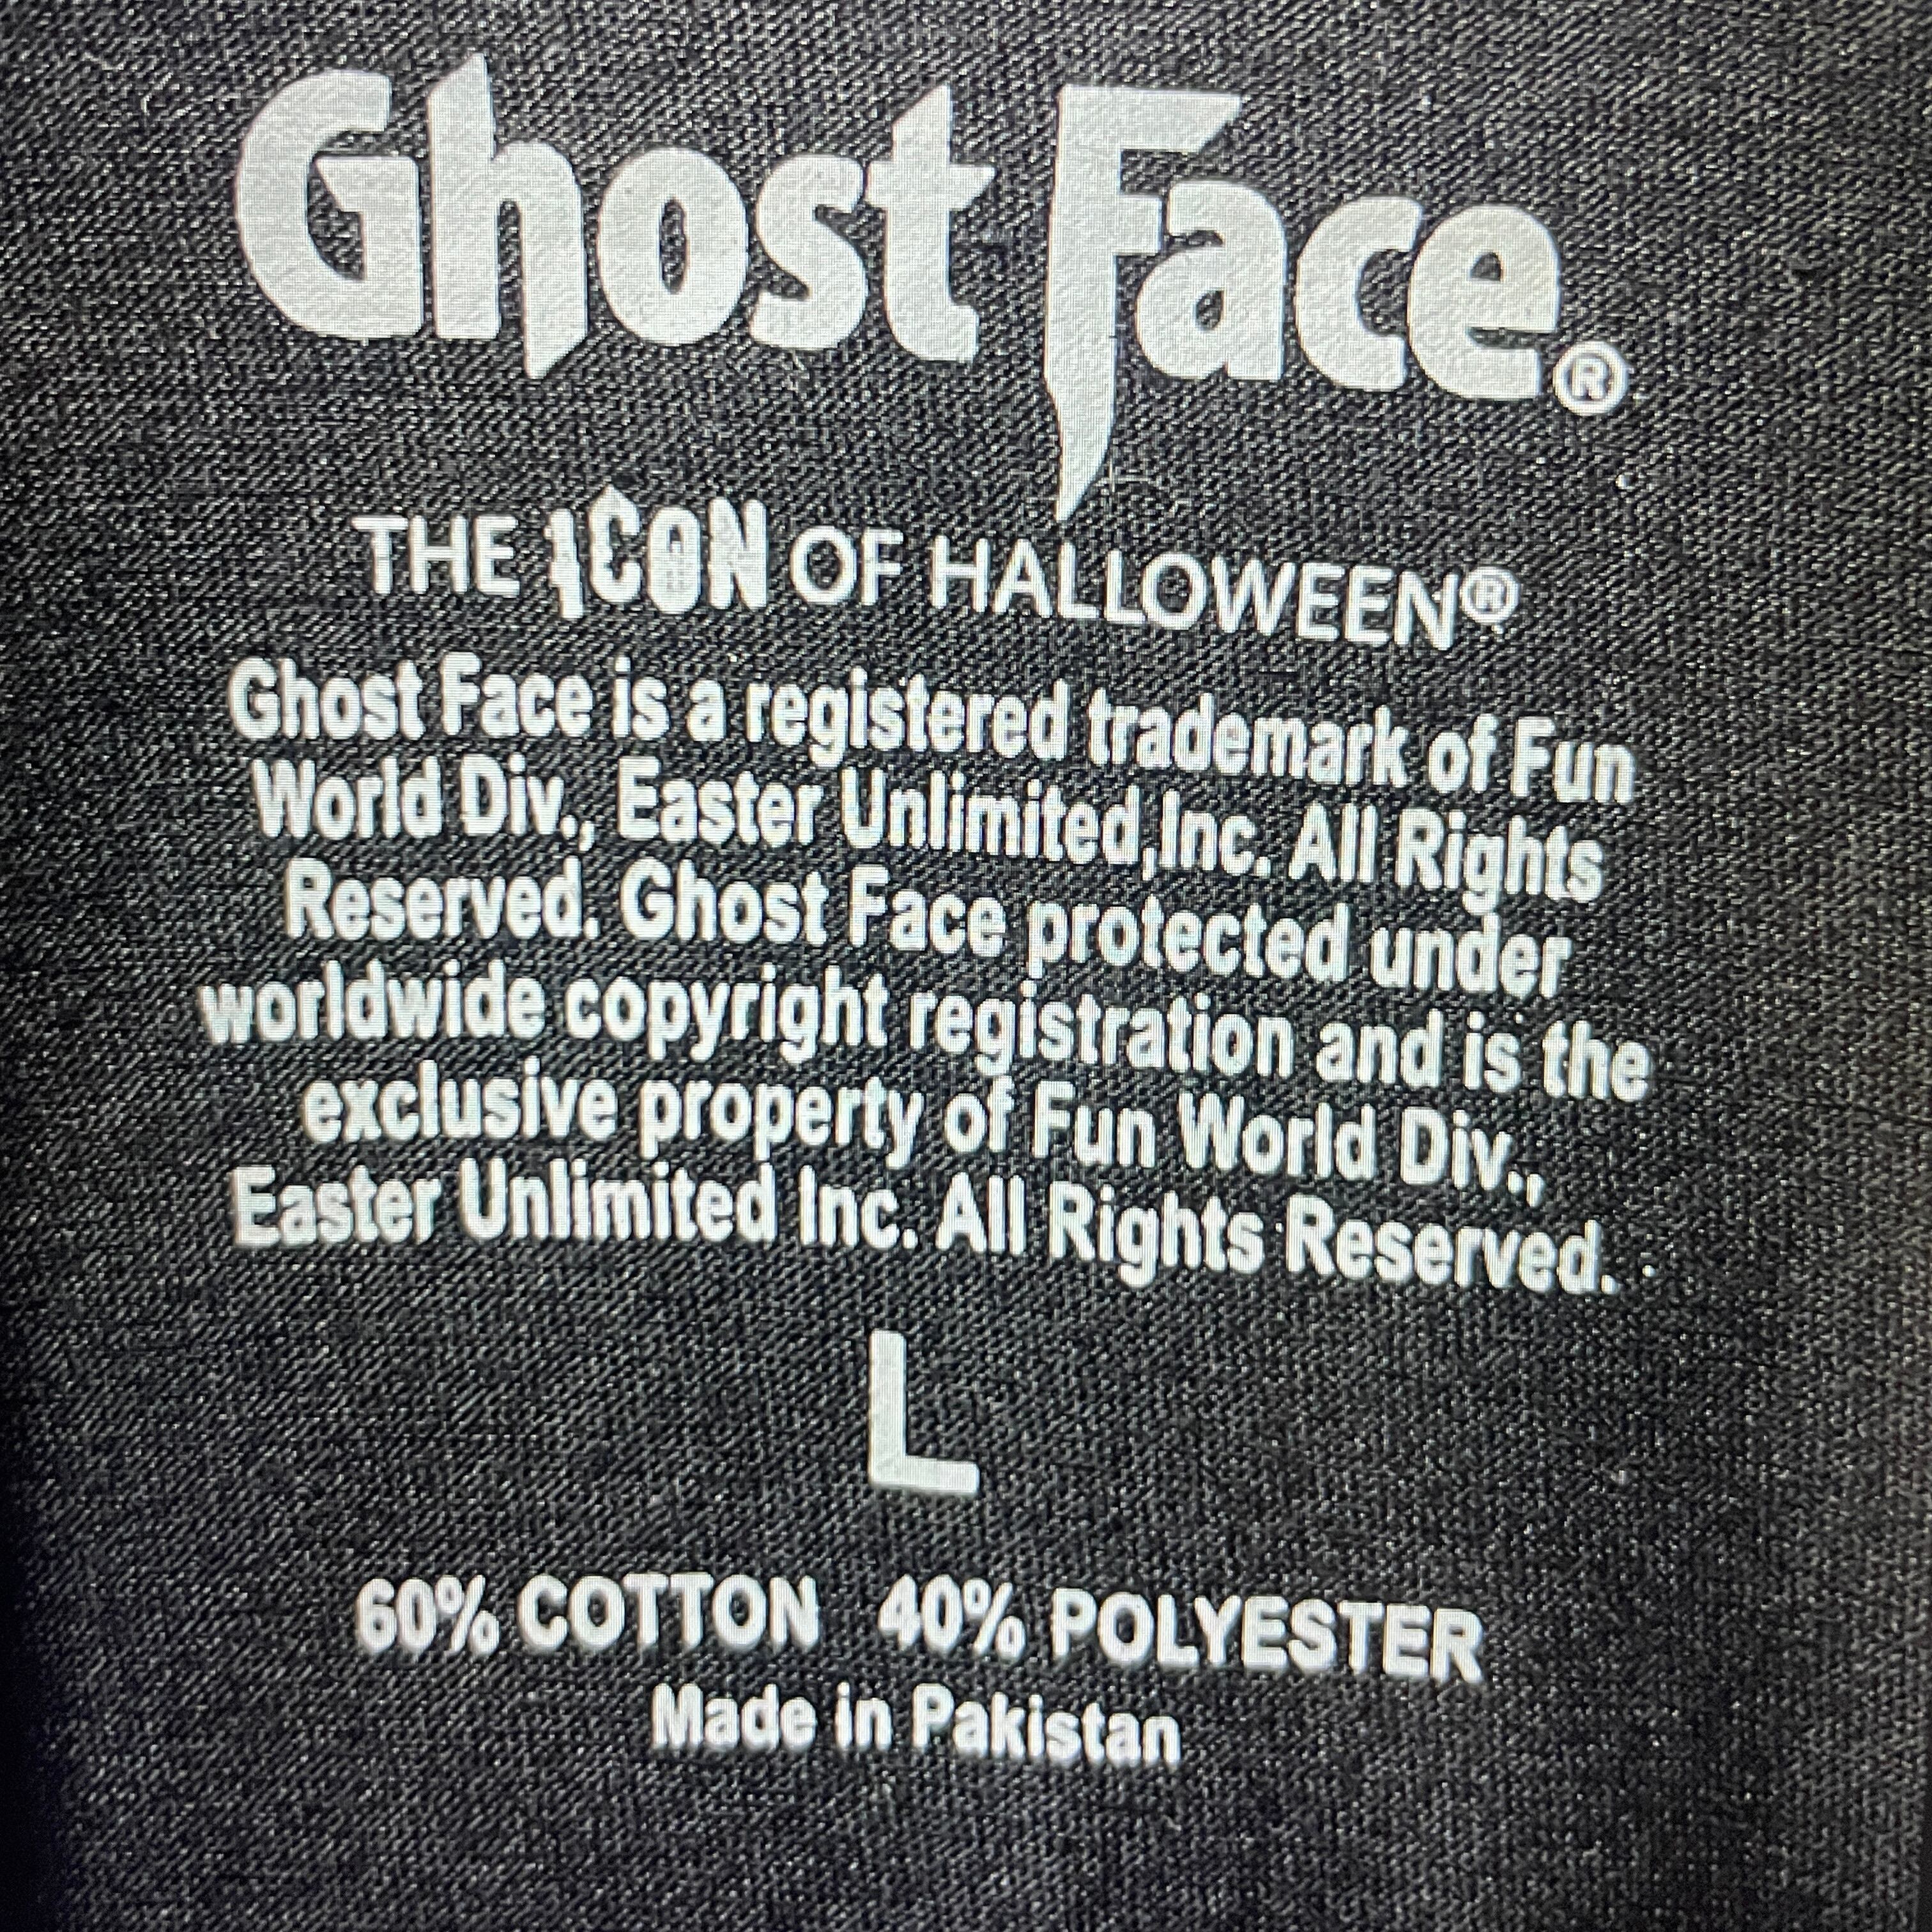 Ghost Face®
THE ICON OF HALLOWEEN®
Ghost Face is a registered trademark of Fun
World Div., Easter Unlimited,Inc. All Rights
Reserved. Ghost Face protected under
worldwide copyright registration and is the
exclusive property of Fun World Div.,
Easter Unlimited Inc. All Rights Reserved.
L
60% COTTON 40% POLYESTER
Made in Pakistan